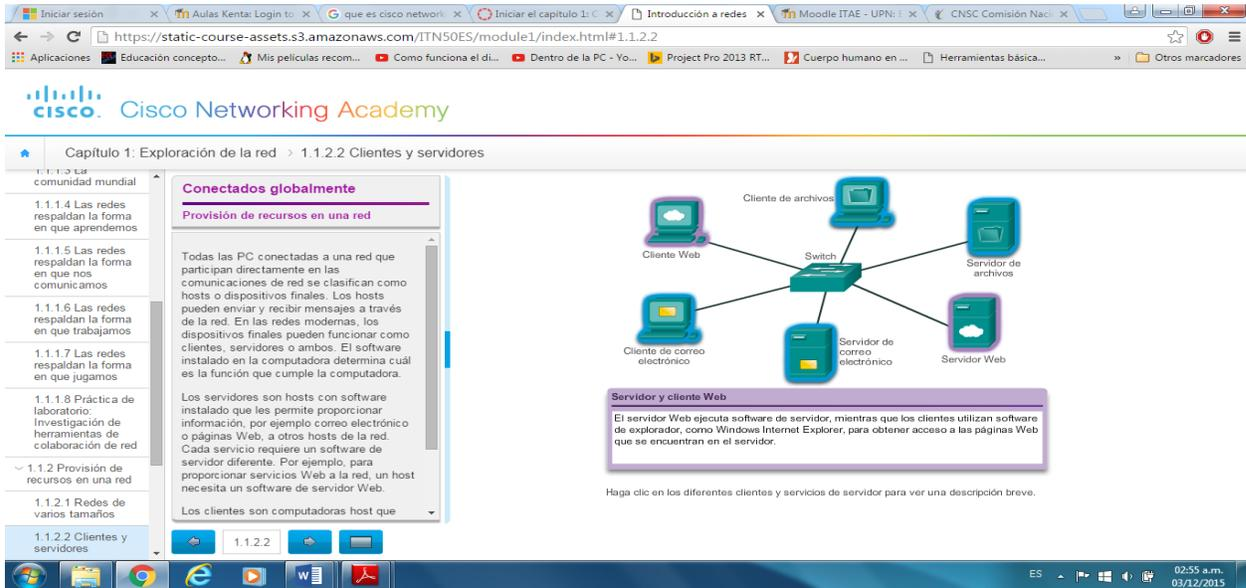 Iniciar sesión
Aulas Kenta: Login to
que es cisco network
Iniciar el capitulo 1: C
Introducción a redes
Moodle ITAE - UPN: E
CNSC Comisión Naci
https://static-course-assets.s3.amazonaws.com/ITN50ES/module1/index.html#1.1.2.2
Aplicaciones
Educación concepto...
Mis películas recom...
Como funciona el di...
Dentro de la PC - Yo...
Project Pro 2013 RT...
Cuerpo humano en ...
Herramientas básica...
»
Otros marcadores
CISCO.
Cisco Networking Academy
Capítulo 1: Exploración de la red > 1.1.2.2 Clientes y servidores
1.1.1.3 La
comunidad mundial
1.1.1.4 Las redes
respaldan la forma
en que aprendemos
1.1.1.5 Las redes
respaldan la forma
en que nos
comunicamos
1.1.1.6 Las redes
respaldan la forma
en que trabajamos
1.1.1.7 Las redes
respaldan la forma
en que jugamos
1.1.1.8 Práctica de
laboratorio:
Investigación de
herramientas de
colaboración de red
1.1.2 Provisión de
recursos en una red
1.1.2.1 Redes de
varios tamaños
1.1.2.2 Clientes y
servidores
Conectados globalmente
Provisión de recursos en una red
Todas las PC conectadas a una red que
participan directamente en las
comunicaciones de red se clasifican como
hosts o dispositivos finales. Los hosts
pueden enviar y recibir mensajes a través
de la red. En las redes modernas, los
dispositivos finales pueden funcionar como
clientes, servidores o ambos. El software
instalado en la computadora determina cuál
es la función que cumple la computadora.
Los servidores son hosts con software
instalado que les permite proporcionar
información, por ejemplo correo electrónico
o páginas Web, a otros hosts de la red.
Cada servicio requiere un software de
servidor diferente. Por ejemplo, para
proporcionar servicios Web a la red, un host
necesita un software de servidor Web.
Los clientes son computadoras host que
1.1.2.2
Cliente de archivos
Cliente Web
Switch
Servidor de
archivos
Cliente de correo
electrónico
Servidor de
correo
electrónico
Servidor Web
Servidor y cliente Web
El servidor Web ejecuta software de servidor, mientras que los clientes utilizan software
de explorador, como Windows Internet Explorer, para obtener acceso a las páginas Web
que se encuentran en el servidor.
Haga clic en los diferentes clientes y servicios de servidor para ver una descripción breve.
ES
02:55 a.m.
03/12/2015